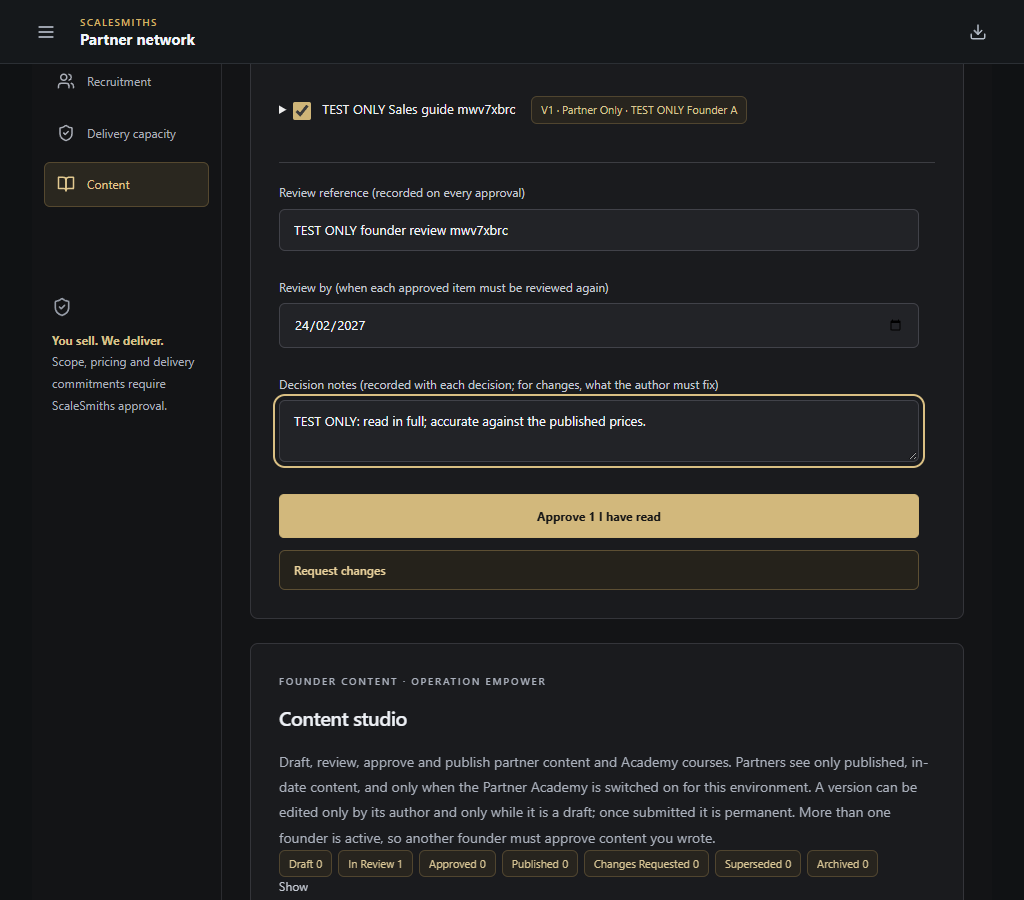 SCALESMITHS
Partner network
Recruitment
Delivery capacity
Content
You sell. We deliver.
Scope, pricing and delivery
commitments require
ScaleSmiths approval.
TEST ONLY Sales guide mwv7xbrc
V1 · Partner Only · TEST ONLY Founder A
Review reference (recorded on every approval)
TEST ONLY founder review mwv7xbrc
Review by (when each approved item must be reviewed again)
24/02/2027
Decision notes (recorded with each decision; for changes, what the author must fix)
TEST ONLY: read in full; accurate against the published prices.
Approve 1 I have read
Request changes
FOUNDER CONTENT · OPERATION EMPOWER
Content studio
Draft, review, approve and publish partner content and Academy courses. Partners see only published, in-
date content, and only when the Partner Academy is switched on for this environment. A version can be
edited only by its author and only while it is a draft; once submitted it is permanent. More than one
founder is active, so another founder must approve content you wrote.
Draft 0
In Review 1
Approved 0
Published 0
Changes Requested 0
Superseded 0
Archived 0
Show